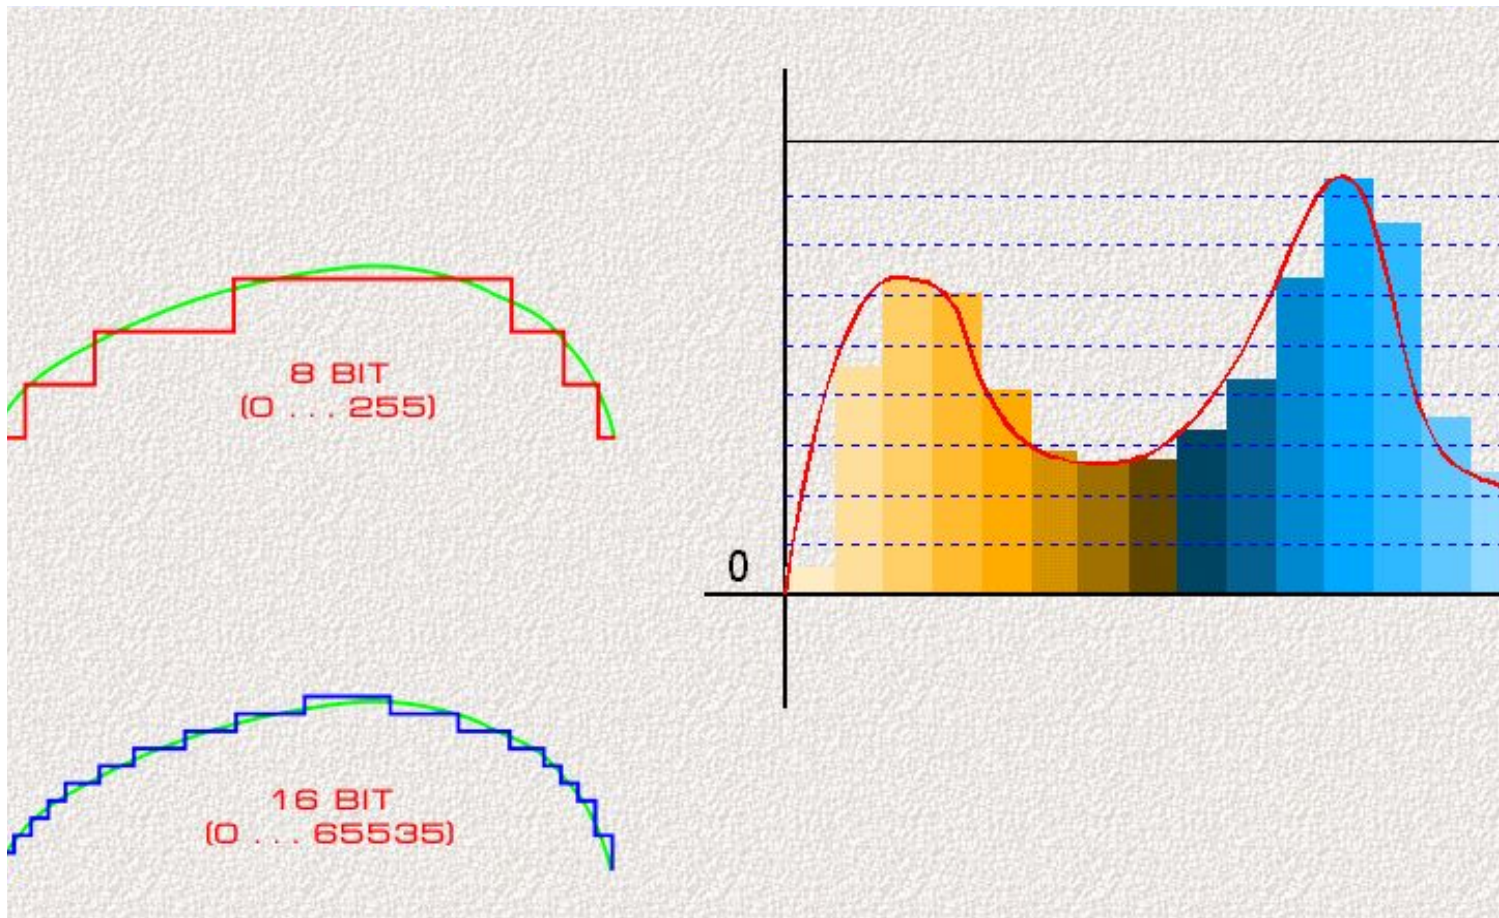 8 BIT
(0 . . . 255)
0
16 BIT
(0 . . . 65535)